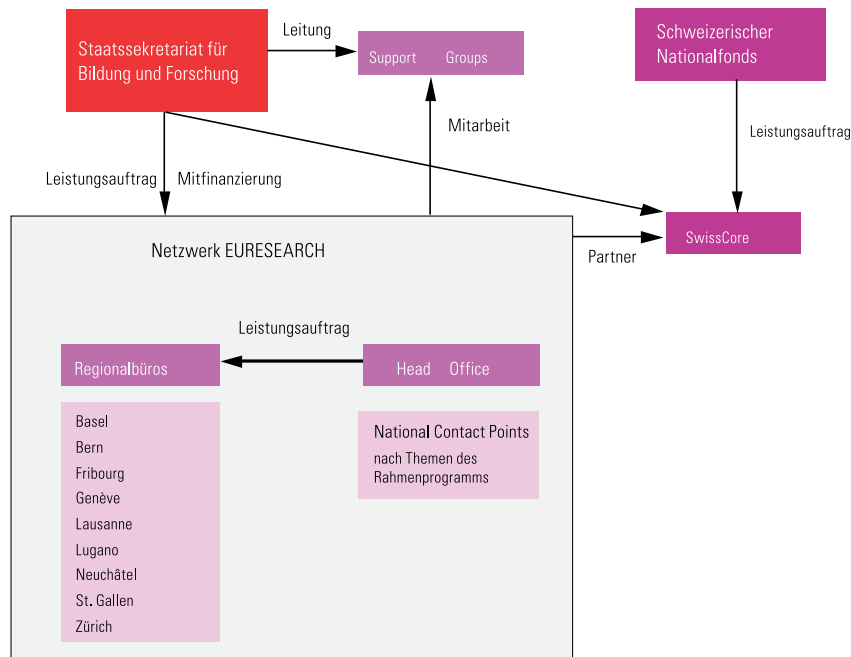 Staatssekretariat für
Bildung und Forschung
Leitung
Support Groups
Schweizerischer
Nationalfonds
Mitarbeit
Leistungsauftrag
Leistungsauftrag Mitfinanzierung
Netzwerk EURESEARCH
Partner
SwissCore
Leistungsauftrag
Regionalbüros
Head Office
Basel
Bern
Fribourg
Genève
Lausanne
Lugano
Neuchâtel
St. Gallen
Zürich
National Contact Points
nach Themen des
Rahmenprogramms